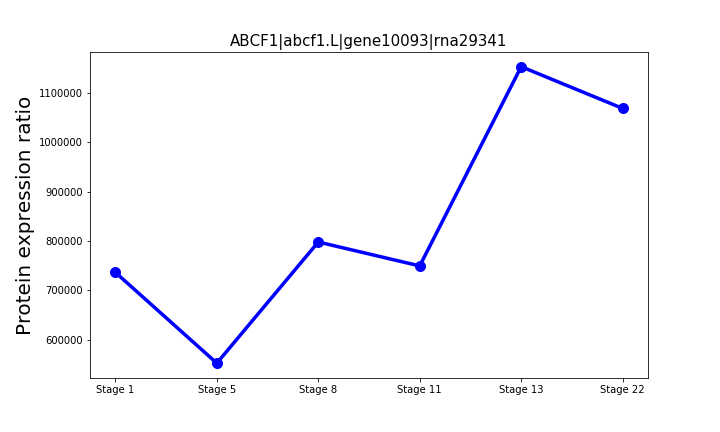 ABCF1|abcf1.L|gene10093|rna29341
Protein expression ratio
1100000
1000000
900000
800000
700000
600000
Stage 1 Stage 5 Stage 8 Stage 11 Stage 13 Stage 22